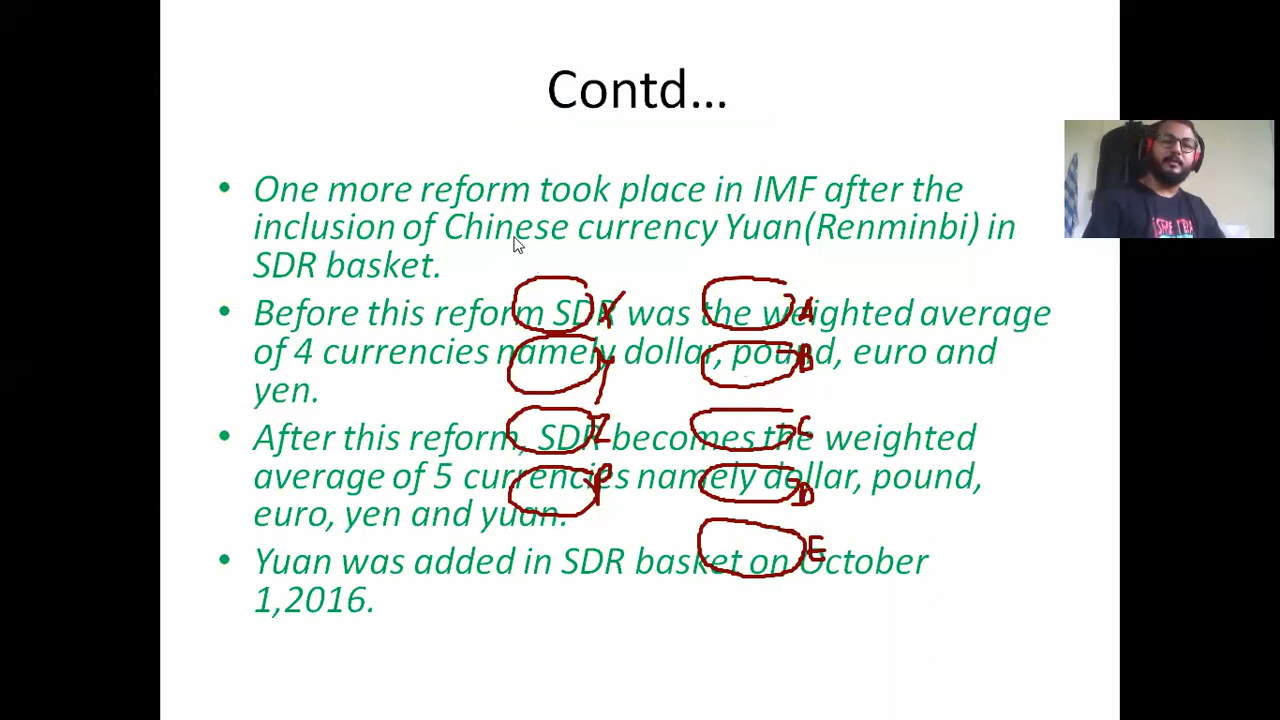 Contd...
• One more reform took place in IMF after the
inclusion of Chinese currency Yuan(Renminbi) in
SDR basket.
• Before this reform SDR was the weighted average
of 4 currencies namely dollar, pound, euro and
yen.
• After this reform, SDR becomes the weighted
average of 5 currencies namely dollar, pound,
euro, yen and yuan.
• Yuan was added in SDR basket on October
1,2016.
X
Y
Z
P
A
B
C
D
E